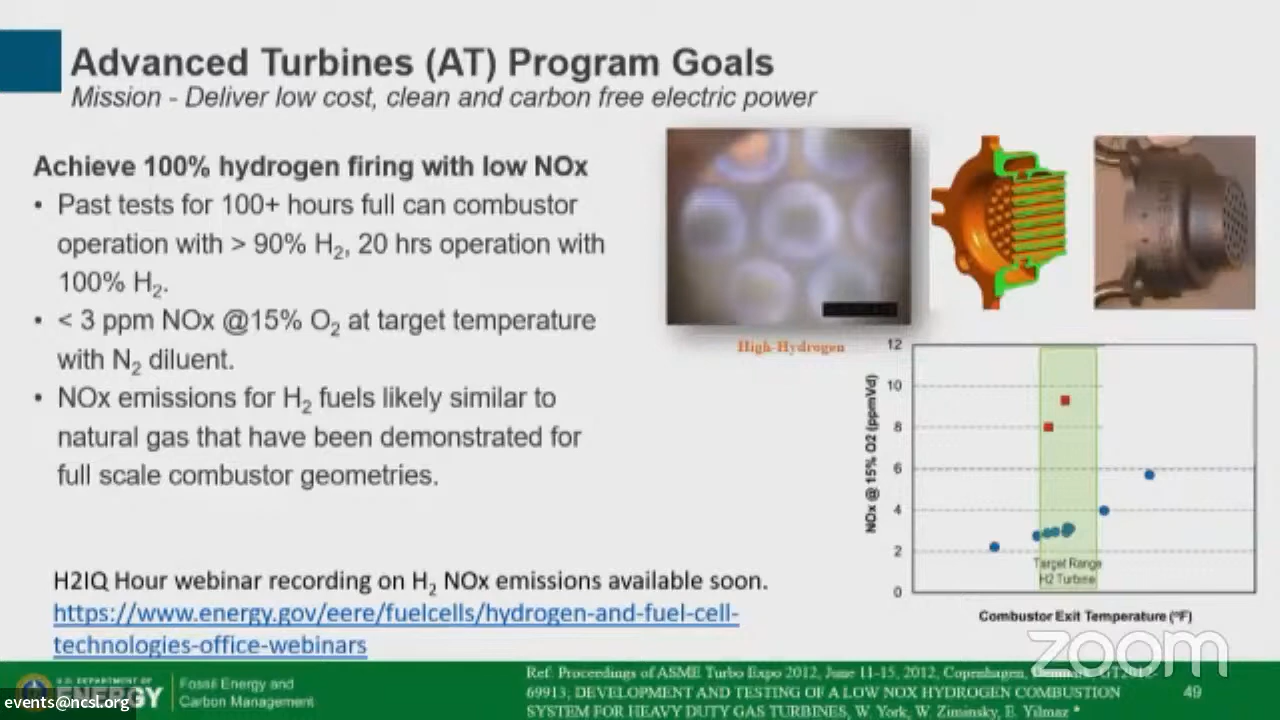 Advanced Turbines (AT) Program Goals
Mission - Deliver low cost, clean and carbon free electric power
Achieve 100% hydrogen firing with low NOx
• Past tests for 100+ hours full can combustor
operation with > 90% H₂, 20 hrs operation with
100% H₂.
• < 3 ppm NOx @15% O₂ at target temperature
with N₂ diluent.
• NOx emissions for H₂ fuels likely similar to
natural gas that have been demonstrated for
full scale combustor geometries.
H2IQ Hour webinar recording on H₂ NOx emissions available soon.
https://www.energy.gov/eere/fuelcells/hydrogen-and-fuel-cell-
technologies-office-webinars
High-Hydrogen
NOx @ 15% O2 (ppmVd)
12
10
8
6
4
2
0
Target Range
H2 Turbine
Combustor Exit Temperature (ºF)
zoom
U.S. DEPARTMENT OF
ENERGY
Fossil Energy and
Carbon Management
events@ncsl.org
Ref: Proceedings of ASME Turbo Expo 2012, June 11-15, 2012, Copenhagen, Denmark GT2012-
69913; DEVELOPMENT AND TESTING OF A LOW NOX HYDROGEN COMBUSTION
SYSTEM FOR HEAVY DUTY GAS TURBINES, W. York, W. Ziminsky, E. Yilmaz *
49